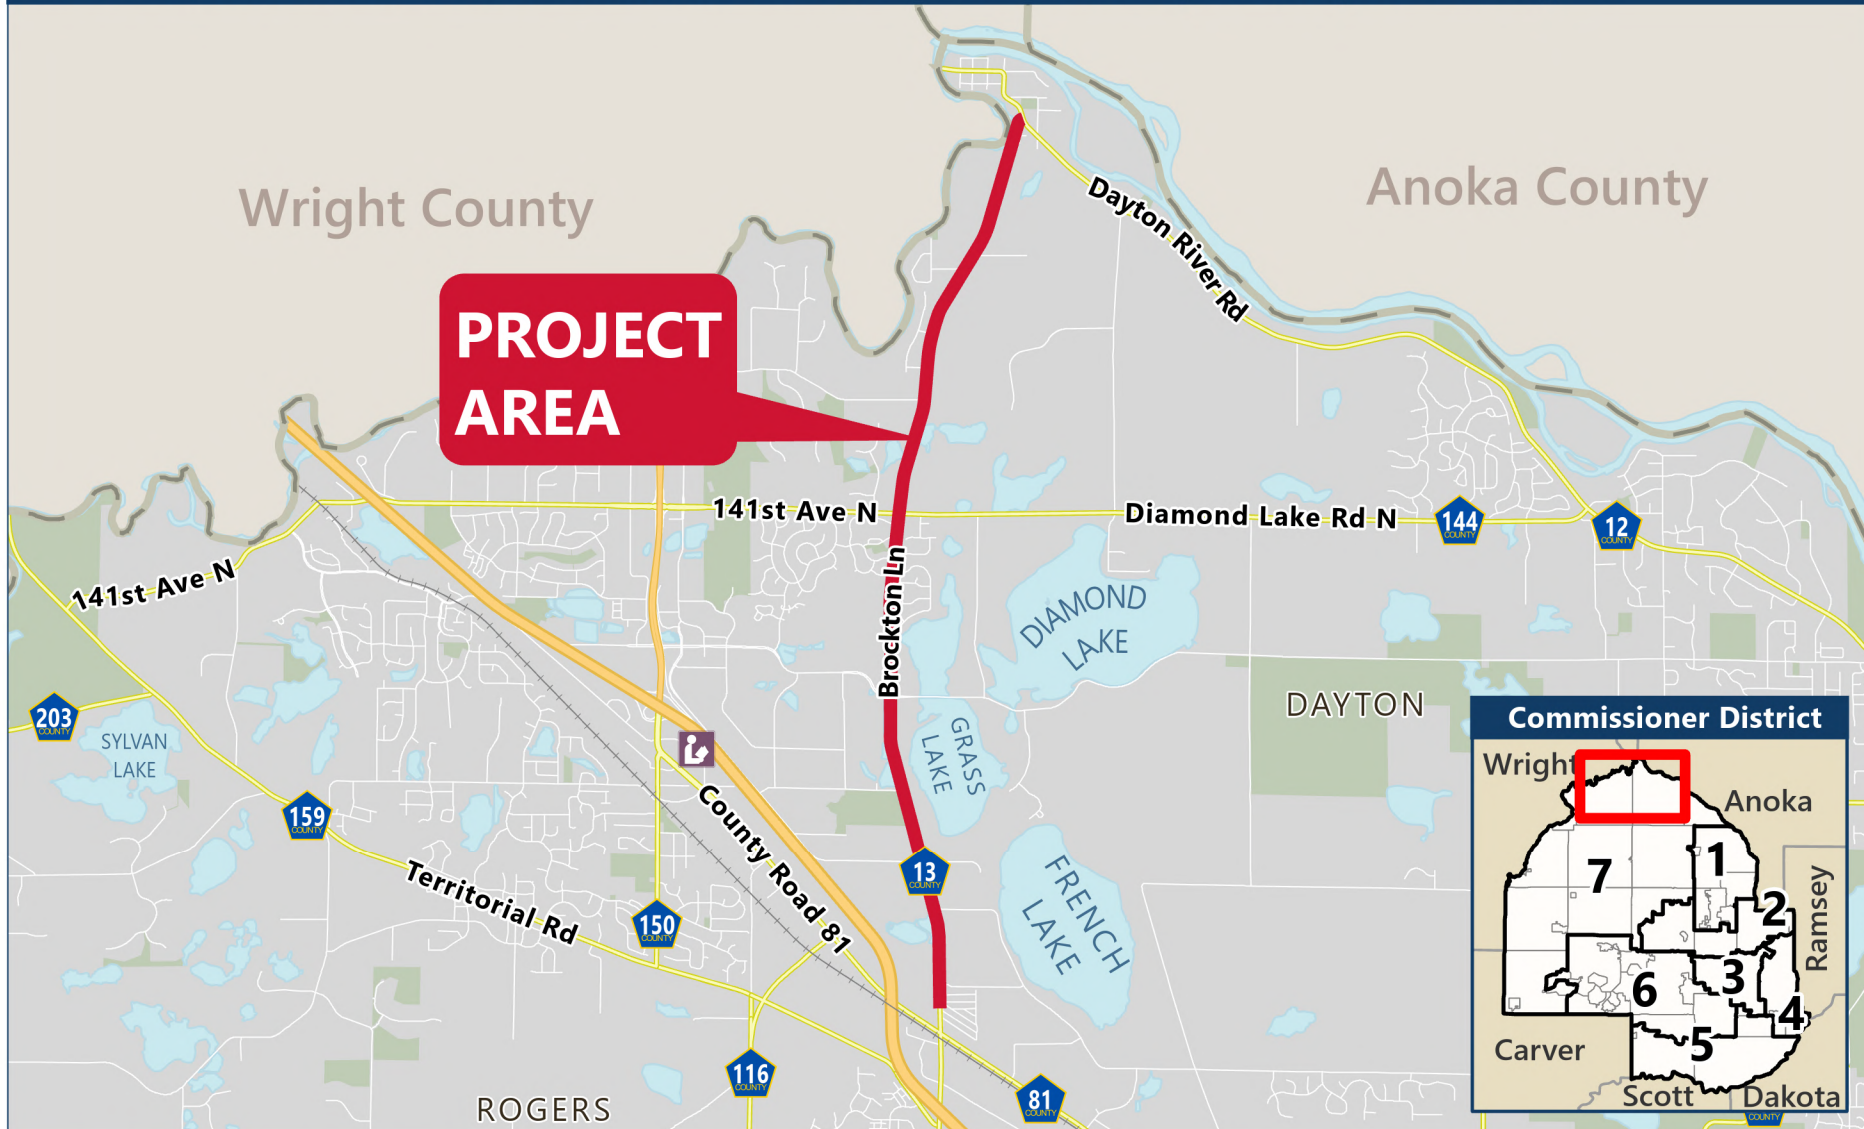 Wright County
Anoka County
Dayton River Rd
PROJECT
AREA
141st Ave N
Diamond Lake Rd N
144
COUNTY
12
COUNTY
141st Ave N
Brockton Ln
DIAMOND
LAKE
203
COUNTY
SYLVAN
LAKE
GRASS
LAKE
DAYTON
159
COUNTY
County Road 81
Territorial Rd
13
COUNTY
FRENCH
LAKE
150
COUNTY
116
COUNTY
81
COUNTY
ROGERS
Commissioner District
Wright
Anoka
7
1
2
Ramsey
6
3
4
5
Carver
Scott
Dakota
COUNTY